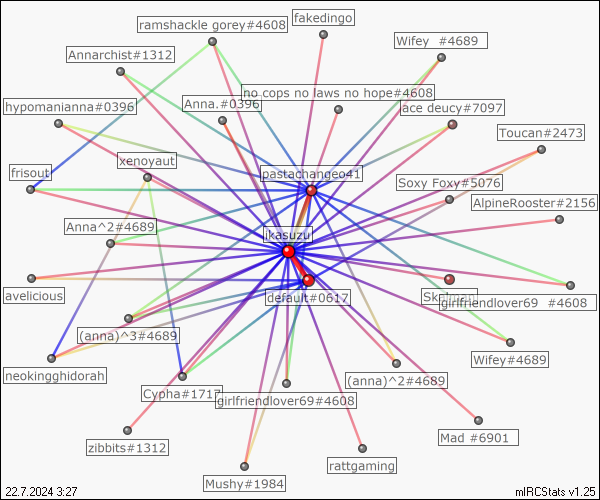 fakedingo
ramshackle gorey#4608
Wifey  #4689
Annarchist#1312
no cops no laws no hope#4608
hypomanianna#0396
Anna.#0396
ace deucy#7097
Toucan#2473
xenoyaut
frisout
pastachangeo41
Soxy Foxy#5076
AlpineRooster#2156
Anna^2#4689
jkasuzu
avelicious
default#0617
girlfriendlover69  #4608
(anna)^3#4689
Wifey#4689
neokingghidorah
Cypha#1717
(anna)^2#4689
girlfriendlover69#4608
zibbits#1312
Mad #6901
rattgaming
Mushy#1984
22.7.2024 3:27
mIRCStats v1.25